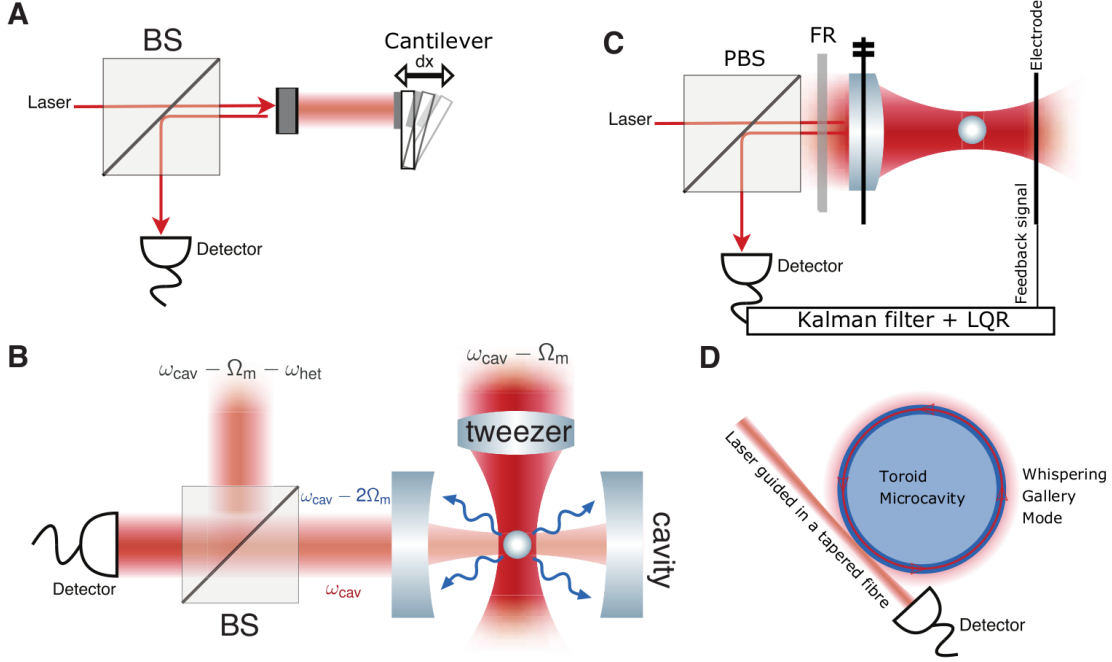 A
BS
Laser
Cantilever
dx
Detector
C
PBS
FR
Laser
Electrode
Feedback signal
Detector
Kalman filter + LQR
B
ω_cav − Ω_m − ω_het
ω_cav − Ω_m
tweezer
ω_cav − 2Ω_m
cavity
Detector
ω_cav
BS
D
Laser guided in a tapered fibre
Toroid
Microcavity
Whispering
Gallery
Mode
Detector